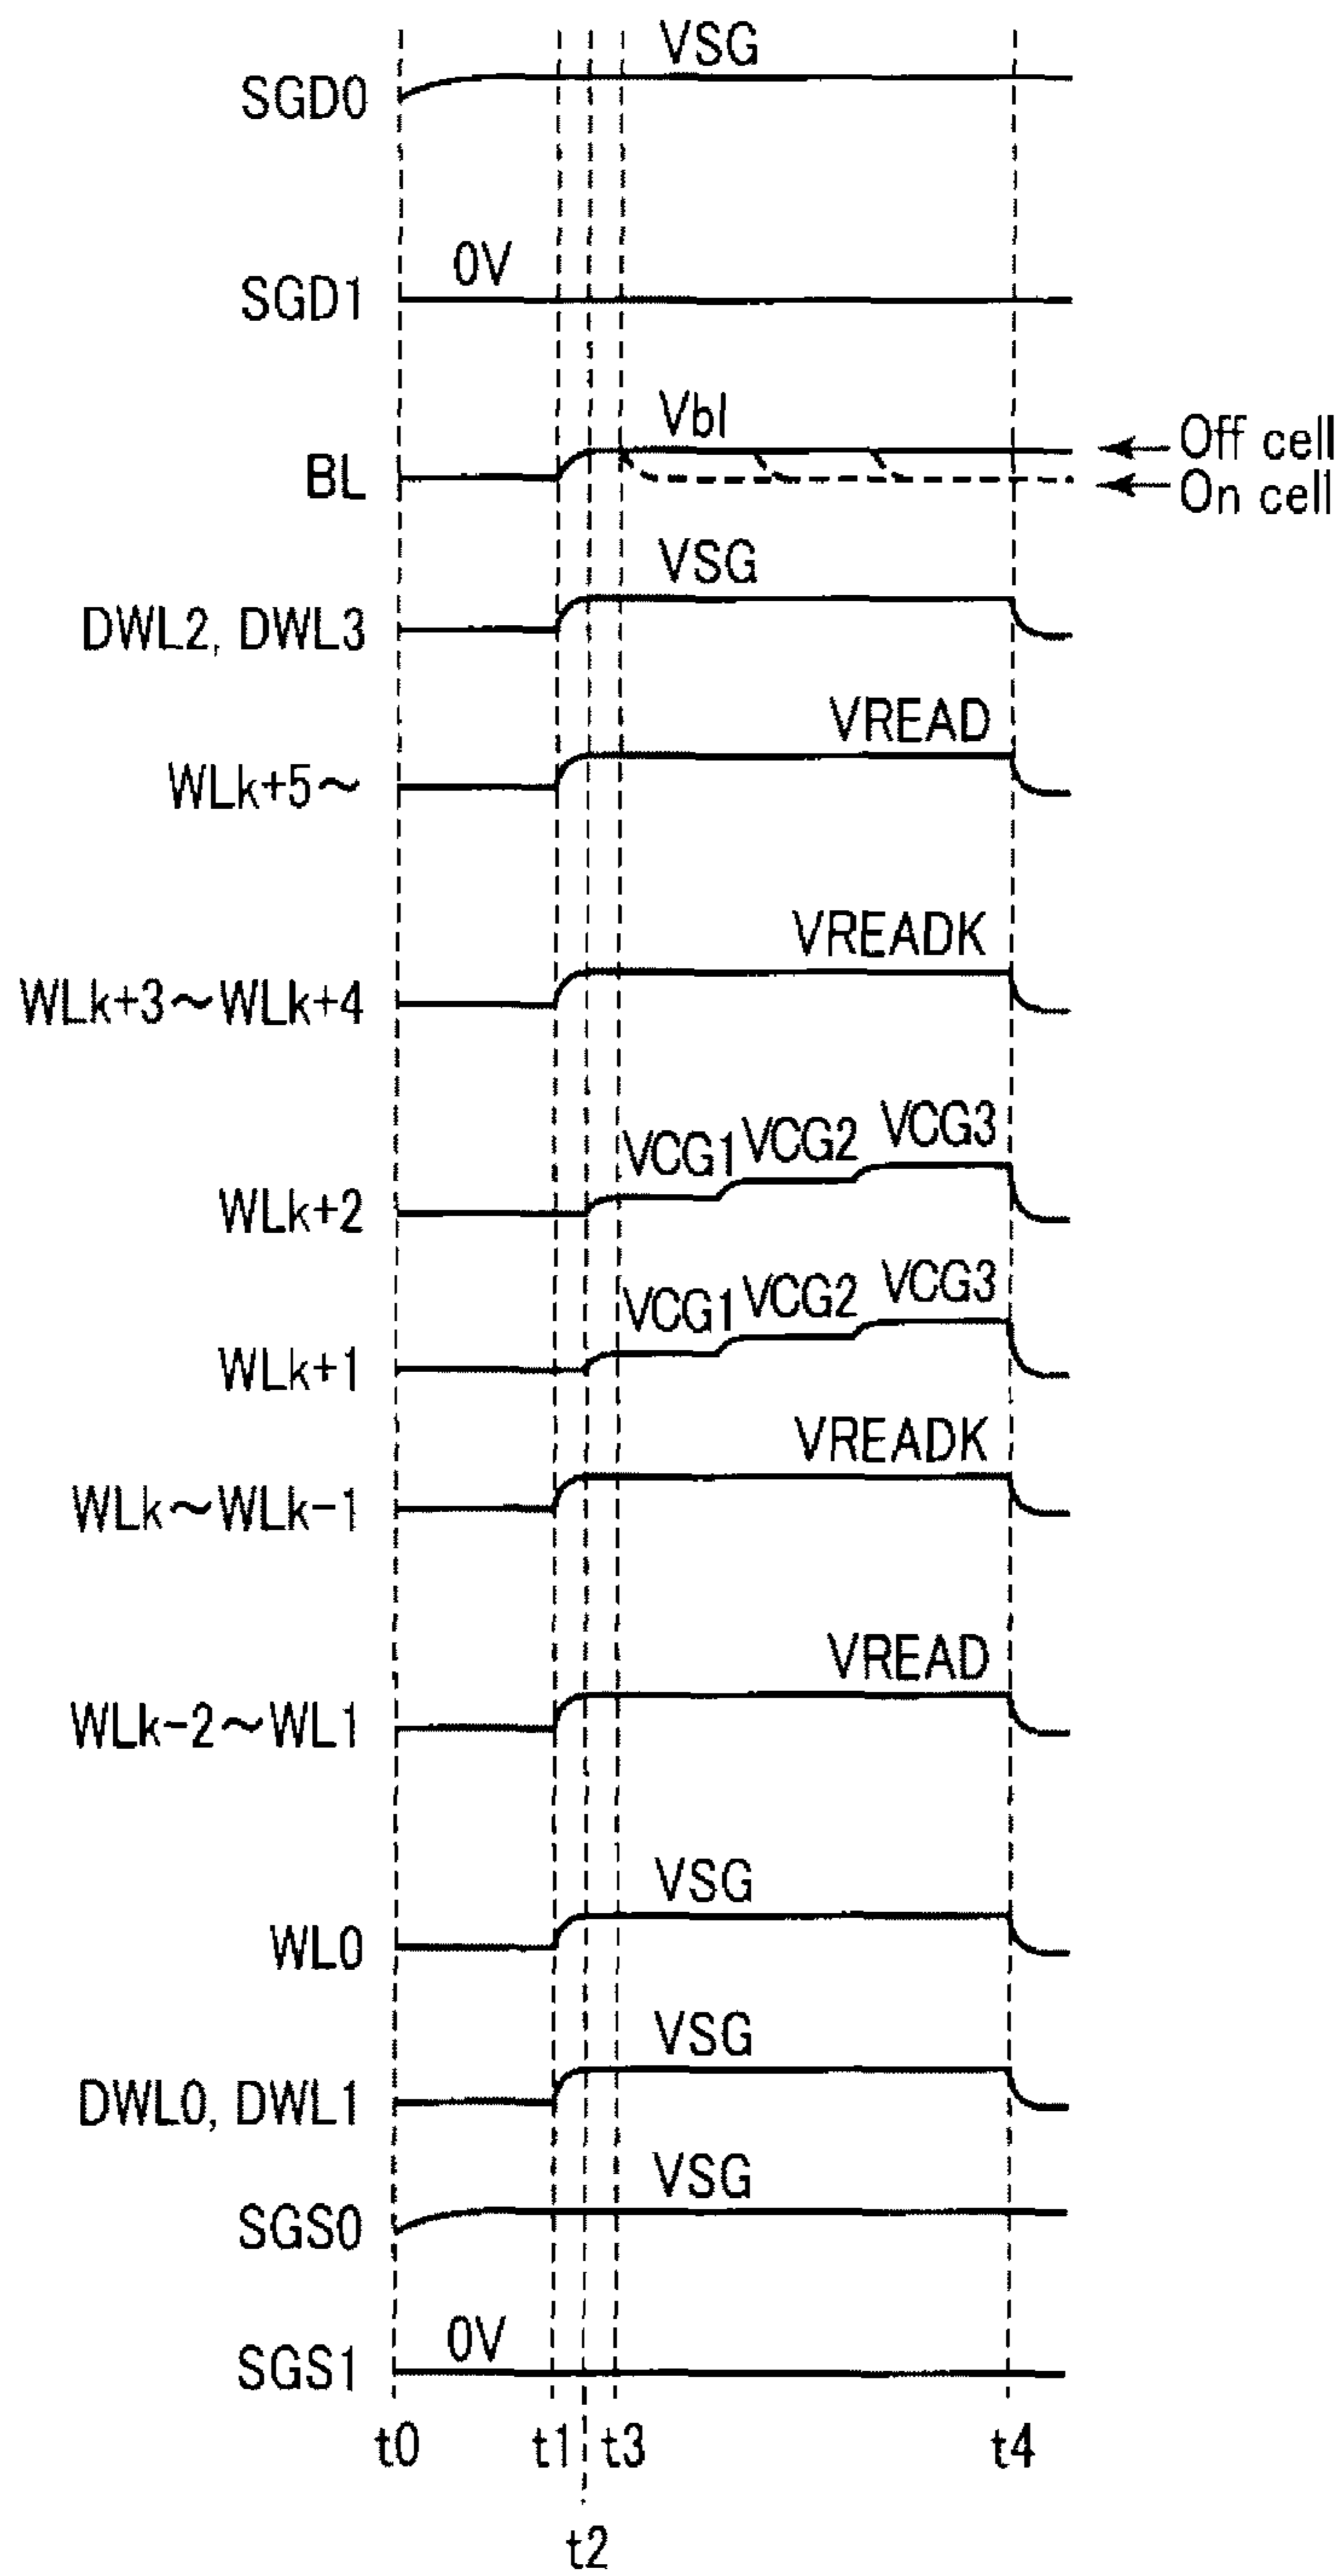 VSG
SGD0
0V
SGD1
Vbl
Off cell
BL
On cell
VSG
DWL2, DWL3
VREAD
WLk+5~
VREADK
WLk+3~WLk+4
VCG1 VCG2 VCG3
WLk+2
VCG1 VCG2 VCG3
WLk+1
VREADK
WLk~WLk-1
VREAD
WLk-2~WL1
VSG
WL0
VSG
DWL0, DWL1
VSG
SGS0
0V
SGS1
t0 t1 t3 t4
t2